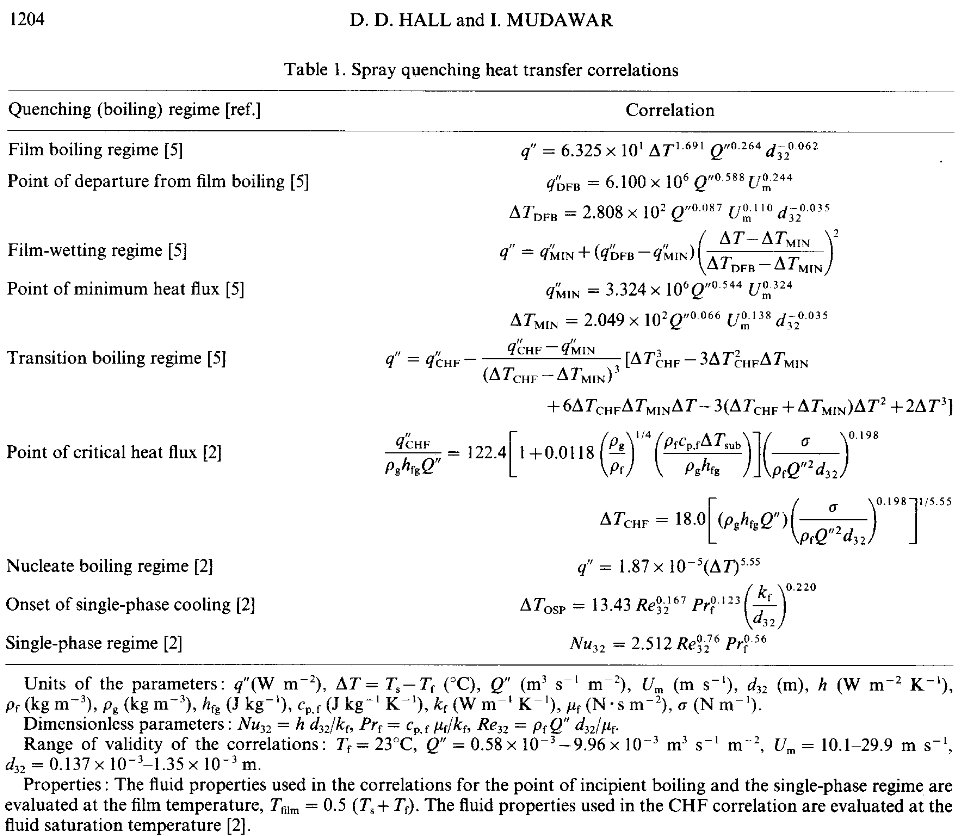 1204 D. D. HALL and I. MUDAWAR
Table 1. Spray quenching heat transfer correlations
Quenching (boiling) regime [ref.] Correlation
Film boiling regime [5] q″ = 6.325 × 10¹ ΔT^1.691 Q″^0.264 d₃₂^−0.062
Point of departure from film boiling [5] q″_DFB = 6.100 × 10⁶ Q″^0.588 U_m^0.244
ΔT_DFB = 2.808 × 10² Q″^0.087 U_m^0.110 d₃₂^−0.035
Film-wetting regime [5] q″ = q″_MIN + (q″_DFB − q″_MIN) ((ΔT − ΔT_MIN)/(ΔT_DFB − ΔT_MIN))²
Point of minimum heat flux [5] q″_MIN = 3.324 × 10⁶ Q″^0.544 U_m^0.324
ΔT_MIN = 2.049 × 10² Q″^0.066 U_m^0.138 d₃₂^−0.035
Transition boiling regime [5] q″ = q″_CHF − (q″_CHF − q″_MIN)/(ΔT_CHF − ΔT_MIN)³ [ΔT³_CHF − 3ΔT²_CHF ΔT_MIN
+ 6ΔT_CHF ΔT_MIN ΔT − 3(ΔT_CHF + ΔT_MIN)ΔT² + 2ΔT³]
Point of critical heat flux [2] q″_CHF/(ρ_g h_fg Q″) = 122.4 [1 + 0.0118 (ρ_g/ρ_f)^1/4 (ρ_f c_p,f ΔT_sub/(ρ_g h_fg))] (σ/(ρ_f Q″² d₃₂))^0.198
ΔT_CHF = 18.0 [(ρ_g h_fg Q″) (σ/(ρ_f Q″² d₃₂))^0.198]^1/5.55
Nucleate boiling regime [2] q″ = 1.87 × 10⁻⁵(ΔT)^5.55
Onset of single-phase cooling [2] ΔT_OSP = 13.43 Re₃₂^0.167 Pr_f^0.123 (k_f/d₃₂)^0.220
Single-phase regime [2] Nu₃₂ = 2.512 Re₃₂^0.76 Pr_f^0.56
Units of the parameters: q″(W m⁻²), ΔT = T_s − T_f (°C), Q″ (m³ s⁻¹ m⁻²), U_m (m s⁻¹), d₃₂ (m), h (W m⁻² K⁻¹),
ρ_f (kg m⁻³), ρ_g (kg m⁻³), h_fg (J kg⁻¹), c_p,f (J kg⁻¹ K⁻¹), k_f (W m⁻¹ K⁻¹), μ_f (N·s m⁻²), σ (N m⁻¹).
Dimensionless parameters: Nu₃₂ = h d₃₂/k_f, Pr_f = c_p,f μ_f/k_f, Re₃₂ = ρ_f Q″ d₃₂/μ_f.
Range of validity of the correlations: T_f = 23°C, Q″ = 0.58 × 10⁻³–9.96 × 10⁻³ m³ s⁻¹ m⁻², U_m = 10.1–29.9 m s⁻¹,
d₃₂ = 0.137 × 10⁻³–1.35 × 10⁻³ m.
Properties: The fluid properties used in the correlations for the point of incipient boiling and the single-phase regime are
evaluated at the film temperature, T_film = 0.5 (T_s + T_f). The fluid properties used in the CHF correlation are evaluated at the
fluid saturation temperature [2].